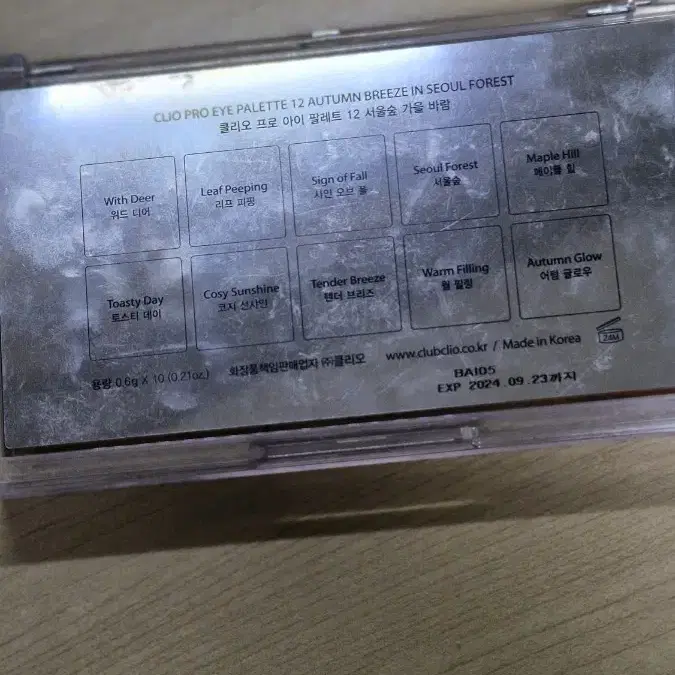 CLIO PRO EYE PALETTE 12 AUTUMN BREEZE IN SEOUL FOREST
클리오 프로 아이 팔레트 12 서울숲 가을 바람
With Deer
위드 디어
Leaf Peeping
리프 피핑
Sign of Fall
사인 오브 폴
Seoul Forest
서울숲
Maple Hill
메이플 힐
Toasty Day
토스티 데이
Cosy Sunshine
코지 선샤인
Tender Breeze
텐더 브리즈
Warm Filling
웜 필링
Autumn Glow
어텀 글로우
용량 0.6g X 10 (0.21oz.)
화장품책임판매업자 ㈜클리오
www.clubclio.co.kr / Made in Korea
24M
BA105
EXP 2024.09.23까지